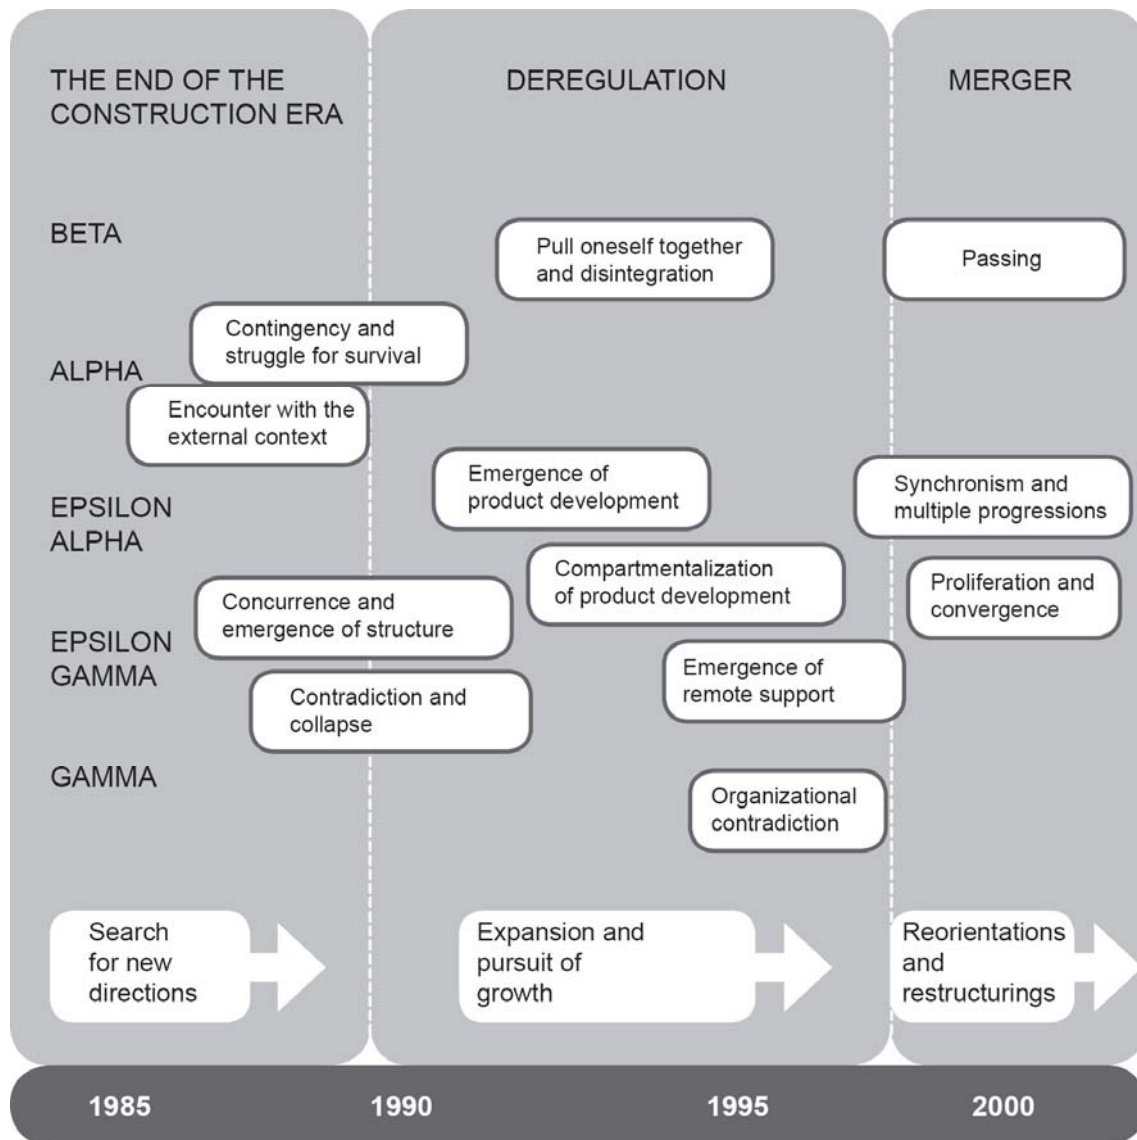 THE END OF THE
CONSTRUCTION ERA
DEREGULATION
MERGER
BETA
Pull oneself together
and disintegration
Passing
Contingency and
struggle for survival
ALPHA
Encounter with the
external context
Emergence of
product development
Synchronism and
multiple progressions
EPSILON
ALPHA
Compartmentalization
of product development
Proliferation and
convergence
Concurrence and
emergence of structure
EPSILON
GAMMA
Emergence of
remote support
Contradiction and
collapse
GAMMA
Organizational
contradiction
Search
for new
directions
Expansion and
pursuit of
growth
Reorientations
and
restructurings
1985
1990
1995
2000